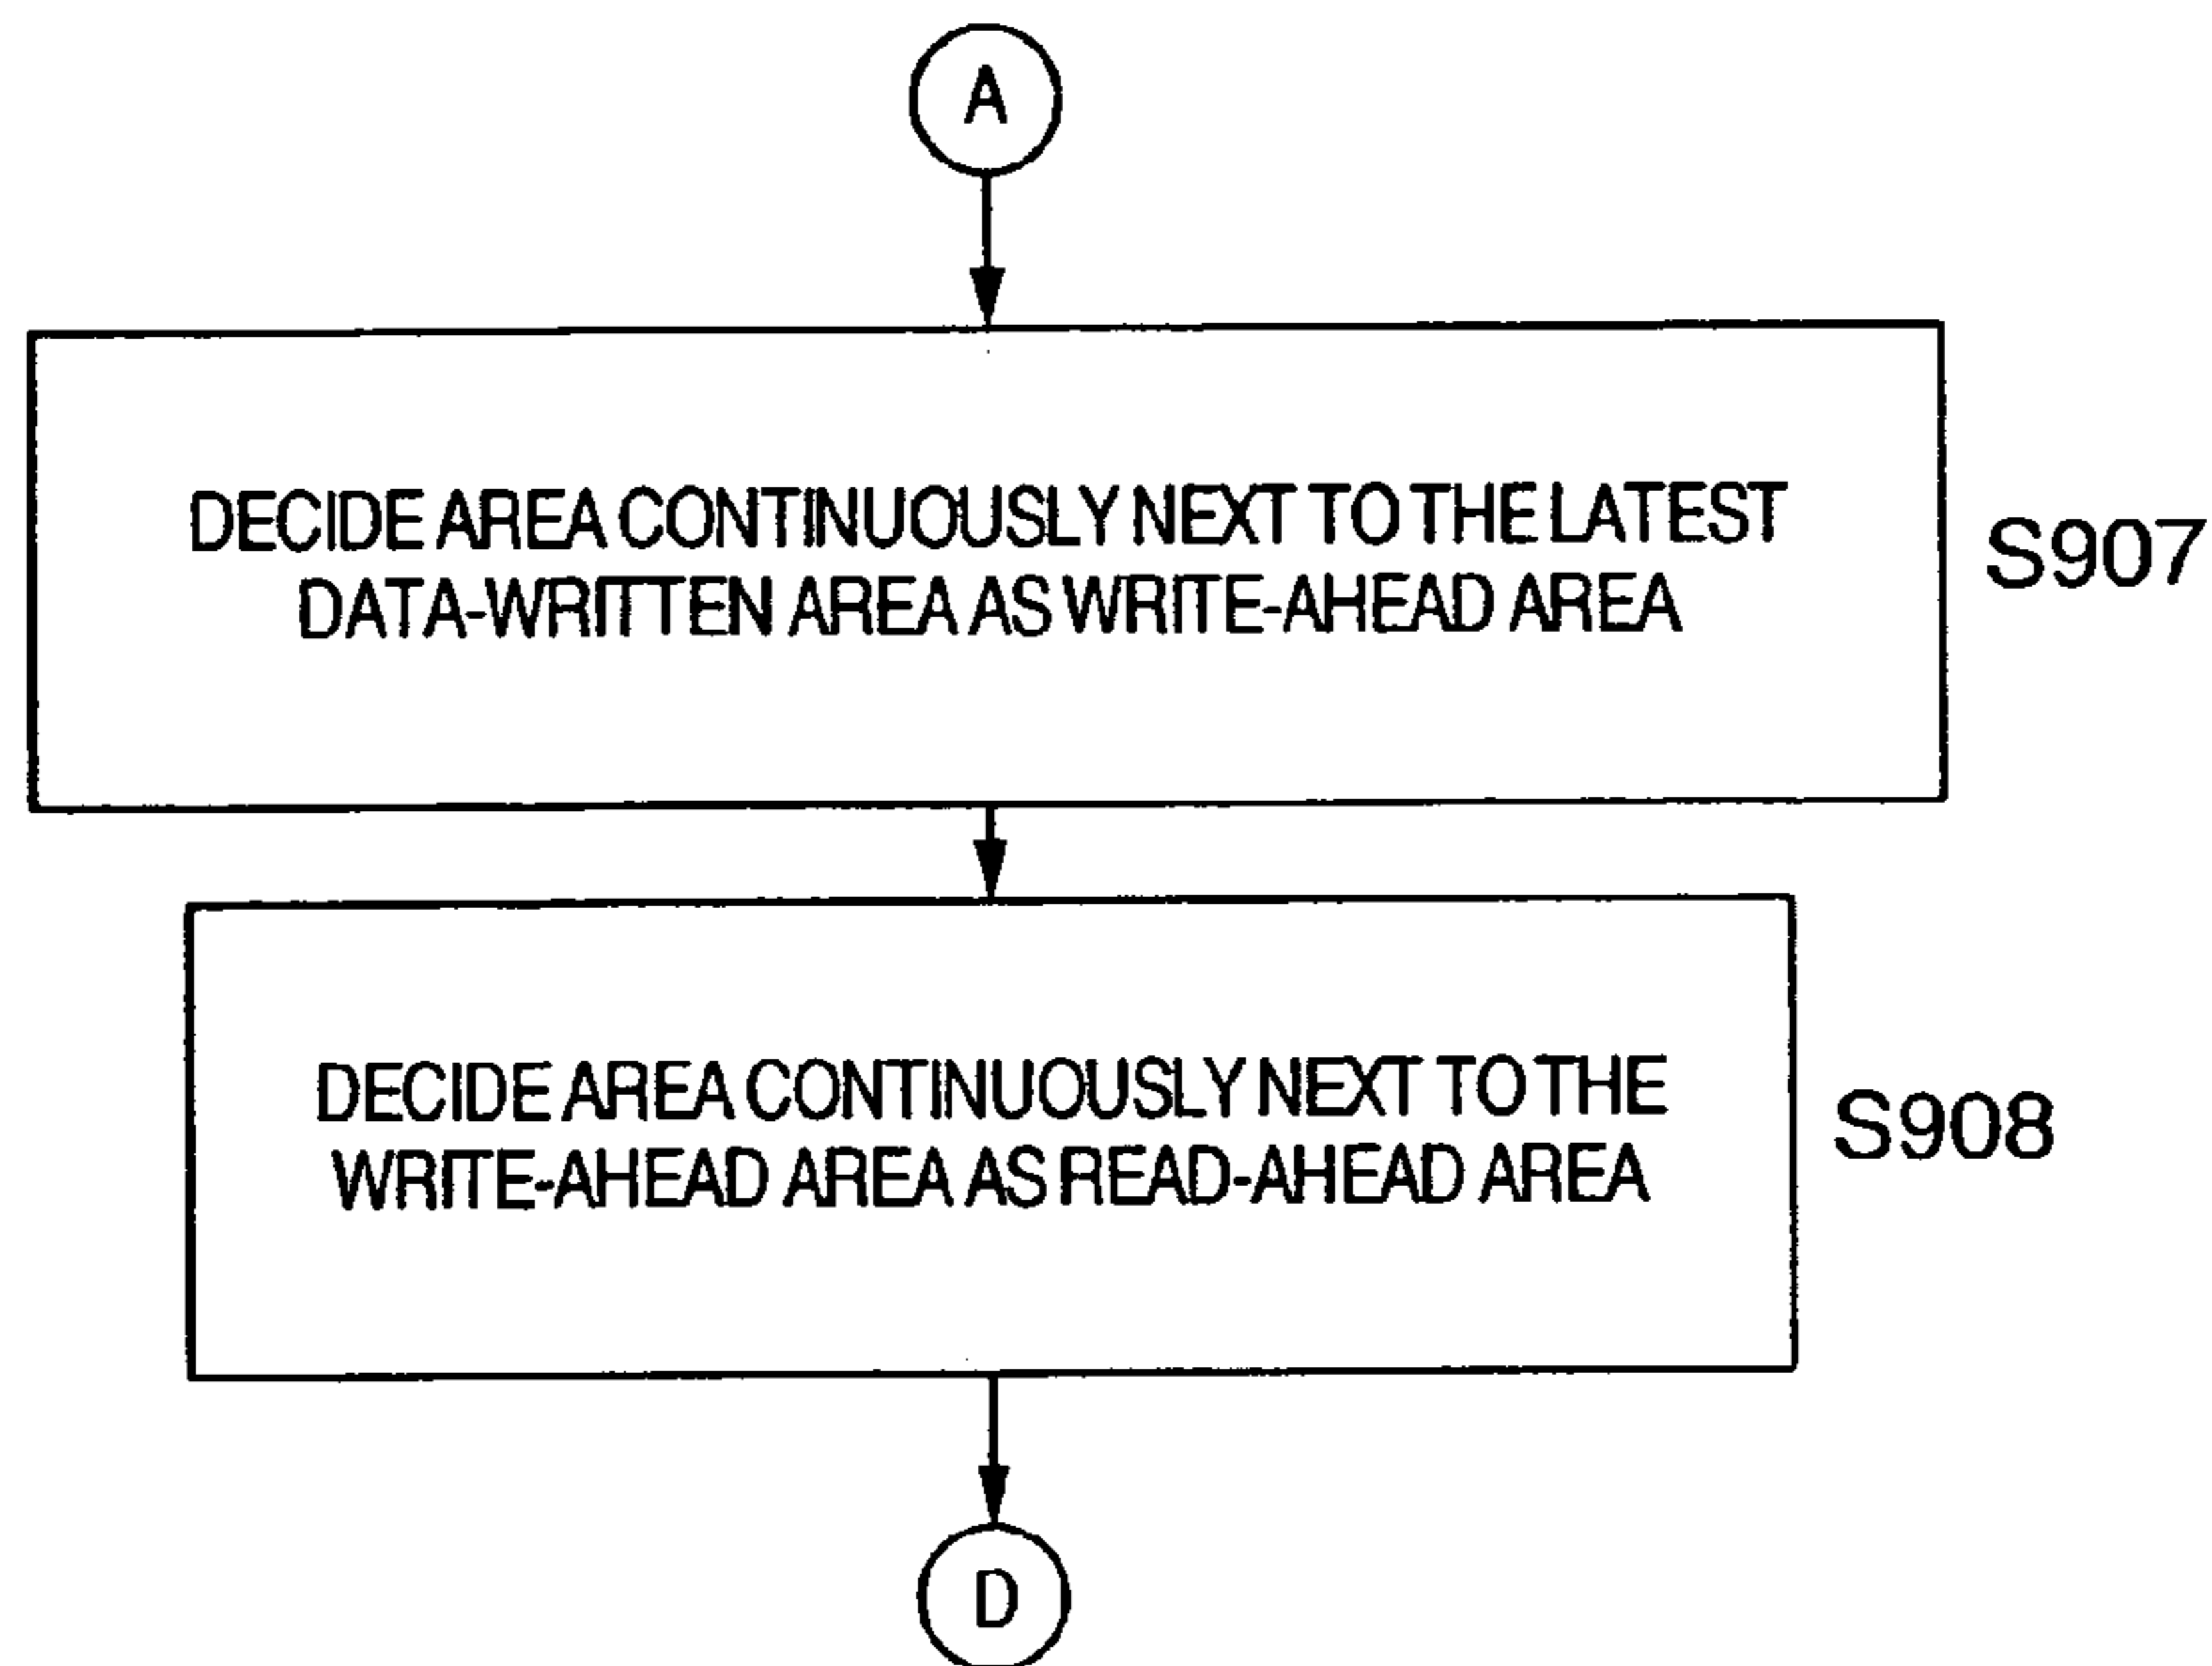 A
DECIDE AREA CONTINUOUSLY NEXT TO THE LATEST
DATA-WRITTEN AREA AS WRITE-AHEAD AREA
S907
DECIDE AREA CONTINUOUSLY NEXT TO THE
WRITE-AHEAD AREA AS READ-AHEAD AREA
S908
D